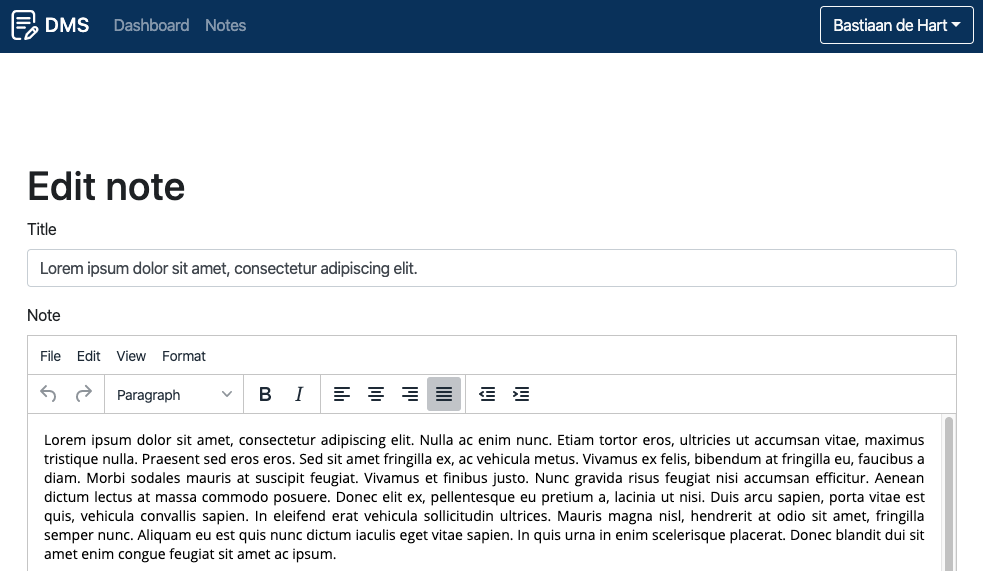 DMS Dashboard Notes Bastiaan de Hart
Edit note
Title
Lorem ipsum dolor sit amet, consectetur adipiscing elit.
Note
File Edit View Format
Paragraph B I
Lorem ipsum dolor sit amet, consectetur adipiscing elit. Nulla ac enim nunc. Etiam tortor eros, ultricies ut accumsan vitae, maximus
tristique nulla. Praesent sed eros eros. Sed sit amet fringilla ex, ac vehicula metus. Vivamus ex felis, bibendum at fringilla eu, faucibus a
diam. Morbi sodales mauris at suscipit feugiat. Vivamus et finibus justo. Nunc gravida risus feugiat nisi accumsan efficitur. Aenean
dictum lectus at massa commodo posuere. Donec elit ex, pellentesque eu pretium a, lacinia ut nisi. Duis arcu sapien, porta vitae est
quis, vehicula convallis sapien. In eleifend erat vehicula sollicitudin ultrices. Mauris magna nisl, hendrerit at odio sit amet, fringilla
semper nunc. Aliquam eu est quis nunc dictum iaculis eget vitae sapien. In quis urna in enim scelerisque placerat. Donec blandit dui sit
amet enim congue feugiat sit amet ac ipsum.